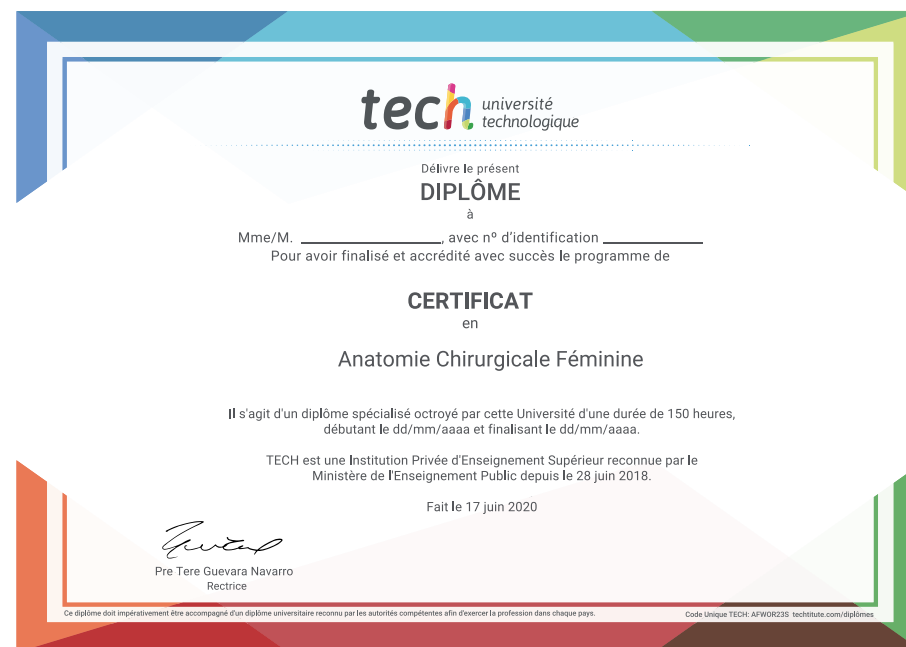 tech université
technologique
Délivre le présent
DIPLÔME
à
Mme/M. ____________________, avec nº d'identification ______________
Pour avoir finalisé et accrédité avec succès le programme de
CERTIFICAT
en
Anatomie Chirurgicale Féminine
Il s'agit d'un diplôme spécialisé octroyé par cette Université d'une durée de 150 heures,
débutant le dd/mm/aaaa et finalisant le dd/mm/aaaa.
TECH est une Institution Privée d'Enseignement Supérieur reconnue par le
Ministère de l'Enseignement Public depuis le 28 juin 2018.
Fait le 17 juin 2020
Pre Tere Guevara Navarro
Rectrice
Ce diplôme doit impérativement être accompagné d'un diplôme universitaire reconnu par les autorités compétentes afin d'exercer la profession dans chaque pays.
Code Unique TECH: AFWOR23S techtitute.com/diplômes